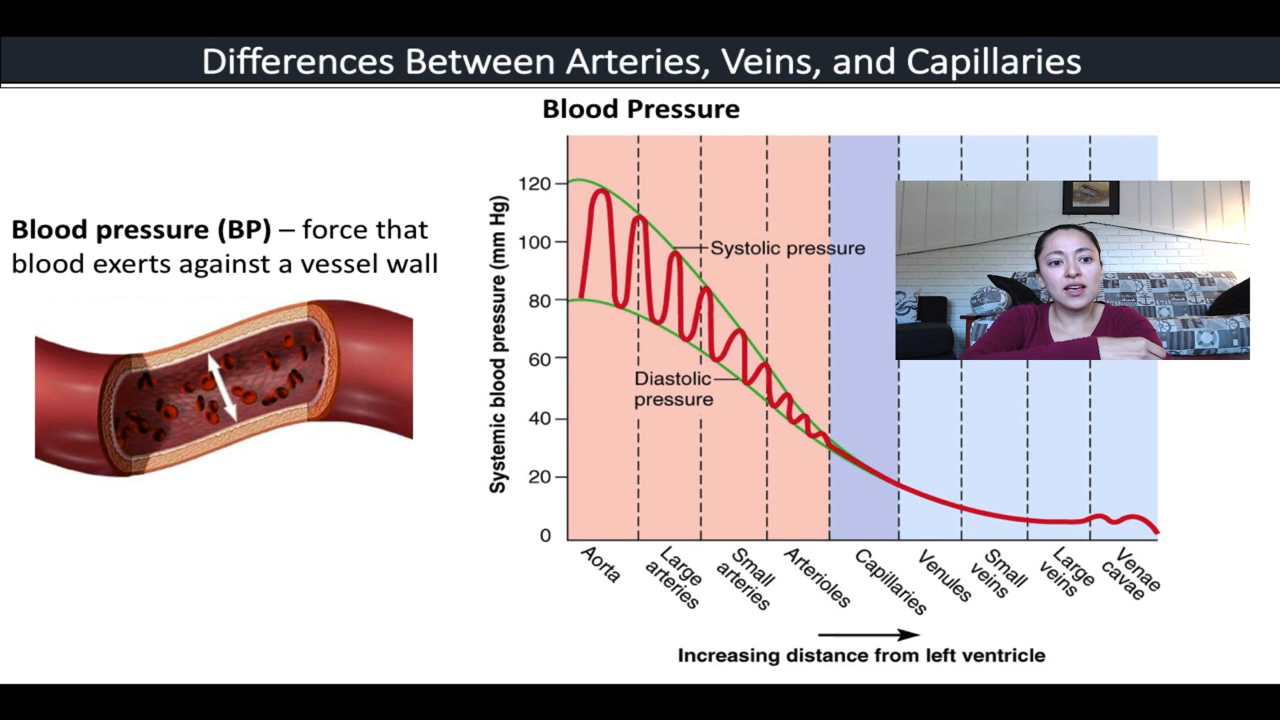 Differences Between Arteries, Veins, and Capillaries
Blood Pressure
Blood pressure (BP) – force that
blood exerts against a vessel wall
Systemic blood pressure (mm Hg)
120
100
80
60
40
20
0
Systolic pressure
Diastolic
pressure
Aorta
Large
arteries
Small
arteries
Arterioles
Capillaries
Venules
Small
veins
Large
veins
Venae
cavae
Increasing distance from left ventricle